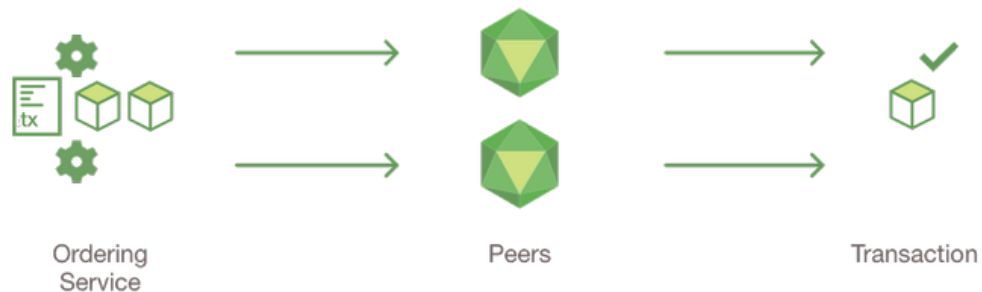 tx
Ordering
Service
Peers
Transaction